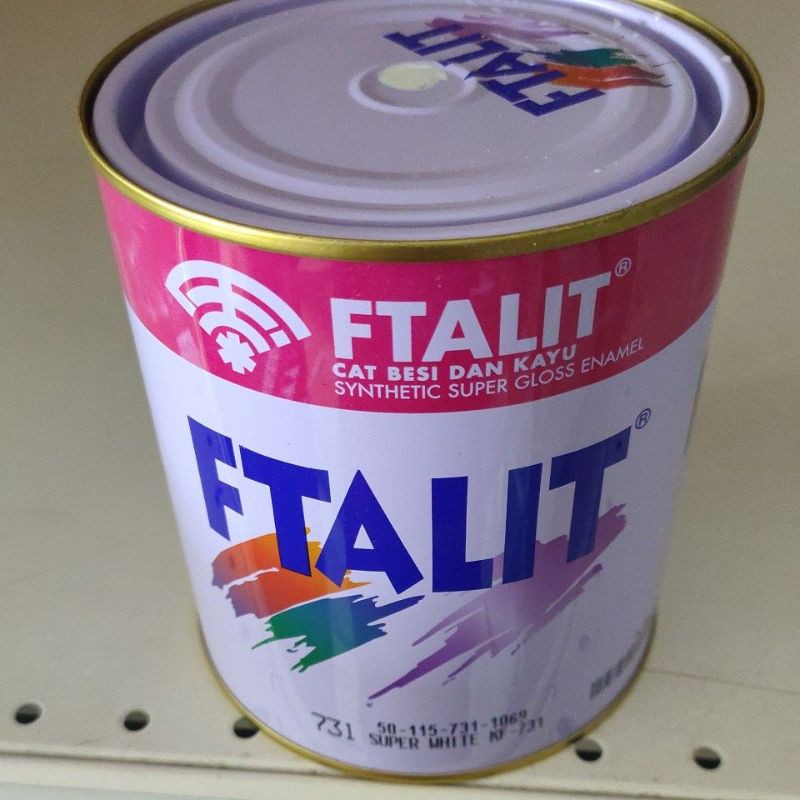 FTALIT
FTALIT®
CAT BESI DAN KAYU
SYNTHETIC SUPER GLOSS ENAMEL
FTALIT®
731 50-115-731-1069
SUPER WHITE KF-731